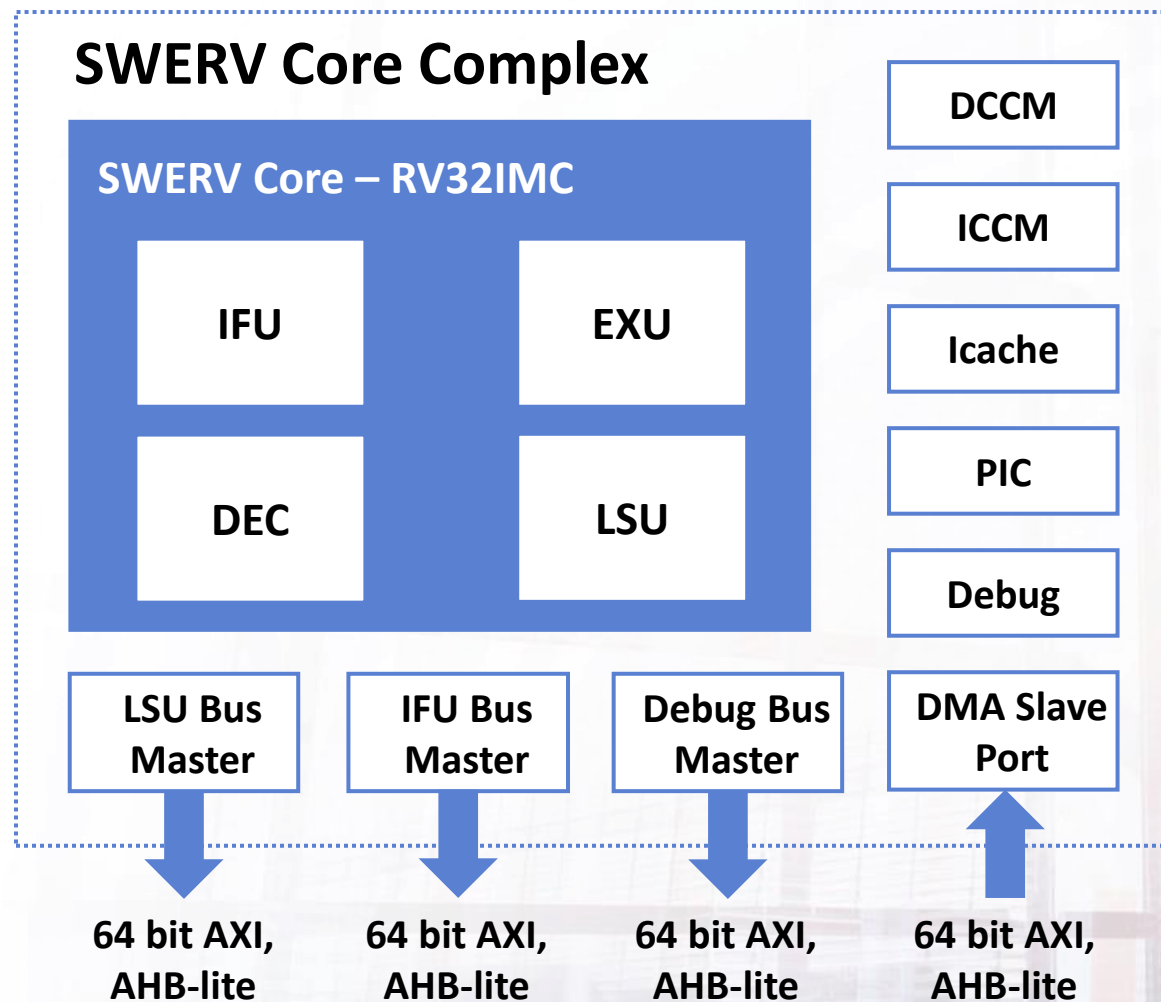 SWERV Core Complex
SWERV Core – RV32IMC
IFU
EXU
DEC
LSU
DCCM
ICCM
Icache
PIC
Debug
LSU Bus
Master
IFU Bus
Master
Debug Bus
Master
DMA Slave
Port
64 bit AXI,
AHB-lite
64 bit AXI,
AHB-lite
64 bit AXI,
AHB-lite
64 bit AXI,
AHB-lite